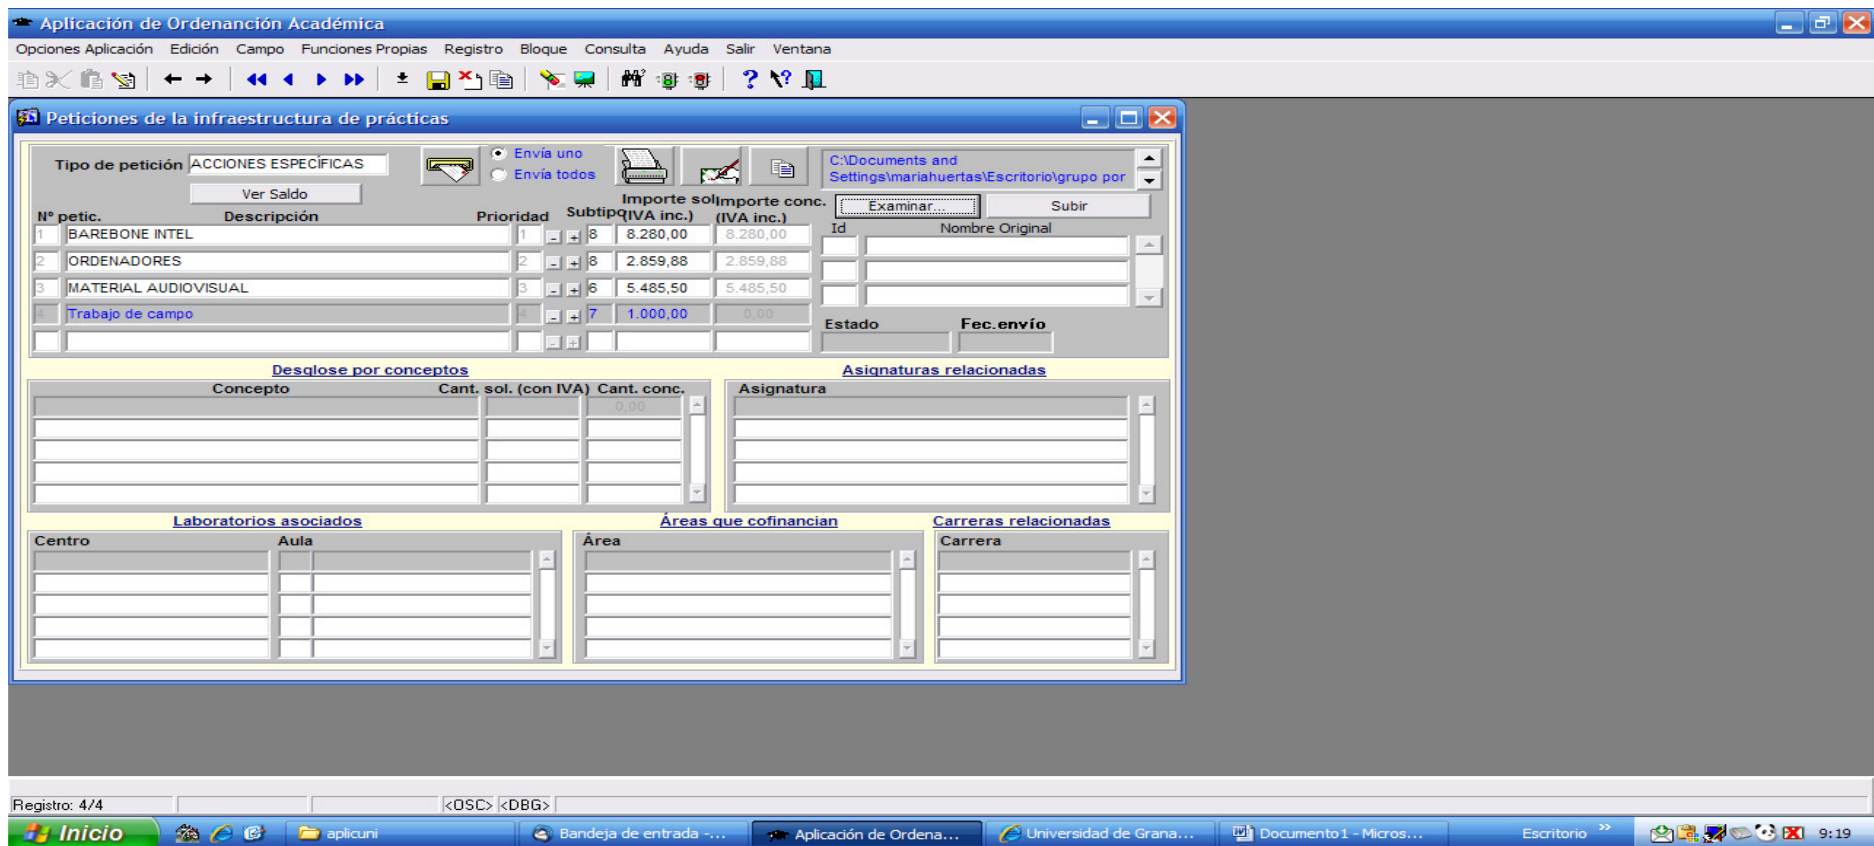 Aplicación de Ordenanción Académica
Opciones Aplicación Edición Campo Funciones Propias Registro Bloque Consulta Ayuda Salir Ventana
Peticiones de la infraestructura de prácticas
Tipo de petición ACCIONES ESPECÍFICAS
Envía uno
Envía todos
C:\Documents and
Settings\mariahuertas\Escritorio\grupo por
Ver Saldo
Examinar... Subir
Nº petic. Descripción Prioridad Subtipo Importe sol. (IVA inc.) Importe conc. (IVA inc.)
Id Nombre Original
1 BAREBONE INTEL 1 - + 8 8.280,00 8.280,00
2 ORDENADORES 2 - + 8 2.859,88 2.859,88
3 MATERIAL AUDIOVISUAL 3 - + 6 5.485,50 5.485,50
4 Trabajo de campo 4 - + 7 1.000,00 0,00
- +
Estado Fec.envío
Desglose por conceptos Asignaturas relacionadas
Concepto Cant. sol. (con IVA) Cant. conc. Asignatura
0,00
Laboratorios asociados Áreas que cofinancian Carreras relacionadas
Centro Aula Área Carrera
Registro: 4/4 <OSC> <DBG>
Inicio aplicuni Bandeja de entrada -... Aplicación de Ordena... Universidad de Grana... Documento1 - Micros... Escritorio » 9:19